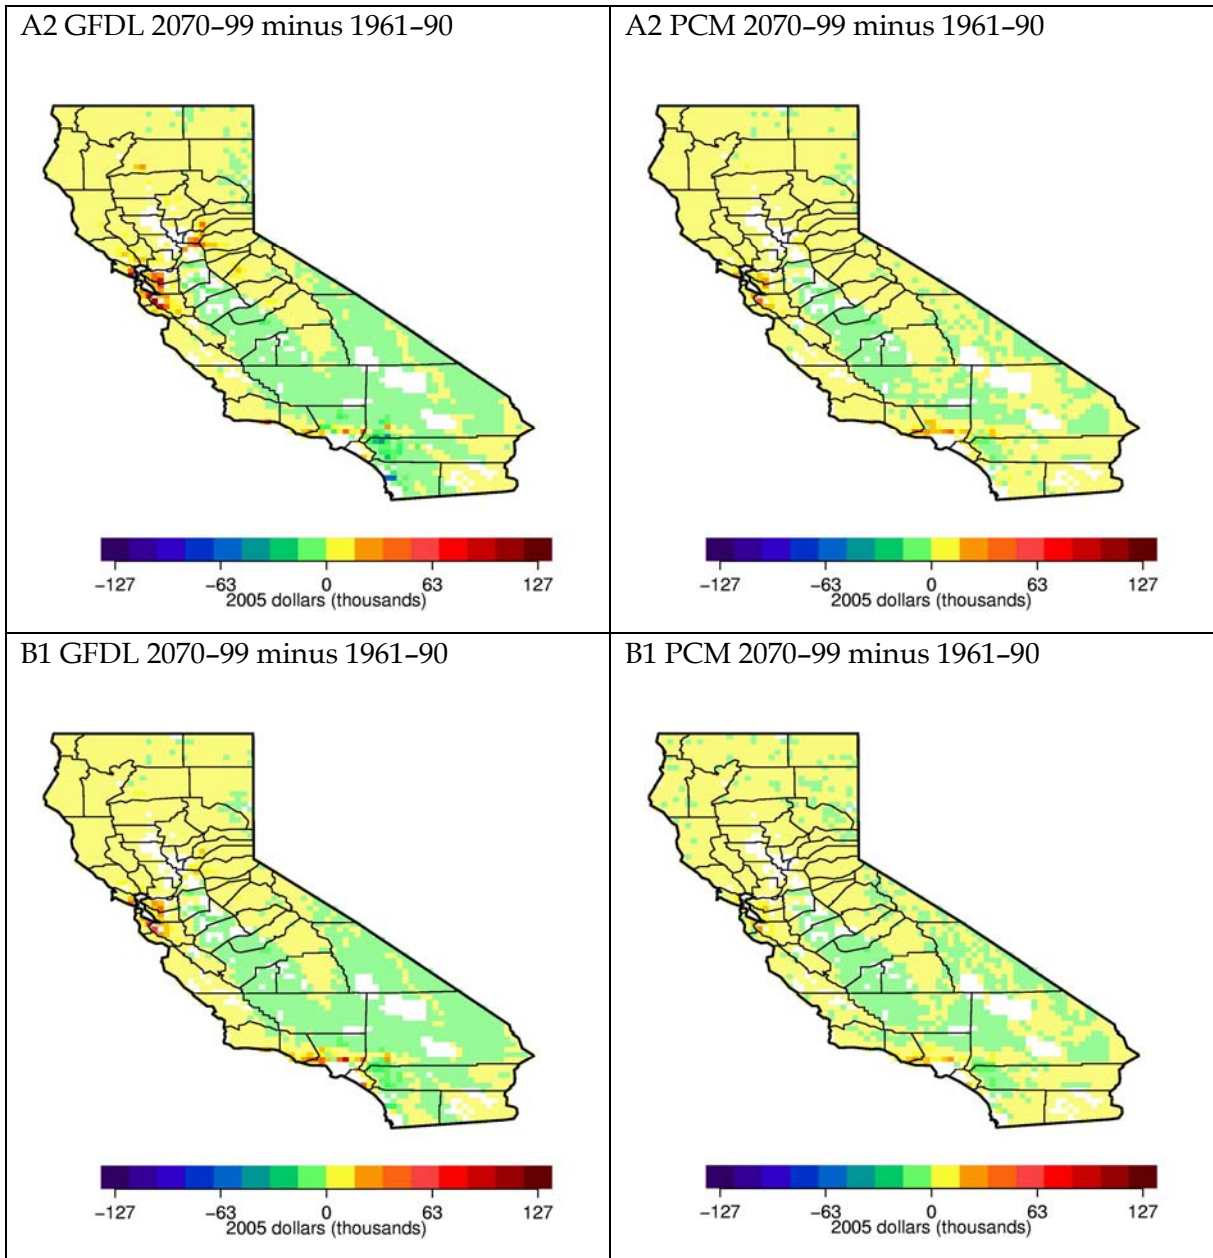 A2 GFDL 2070–99 minus 1961–90
A2 PCM 2070–99 minus 1961–90
−127 −63 0 63 127
2005 dollars (thousands)
−127 −63 0 63 127
2005 dollars (thousands)
B1 GFDL 2070–99 minus 1961–90
B1 PCM 2070–99 minus 1961–90
−127 −63 0 63 127
2005 dollars (thousands)
−127 −63 0 63 127
2005 dollars (thousands)